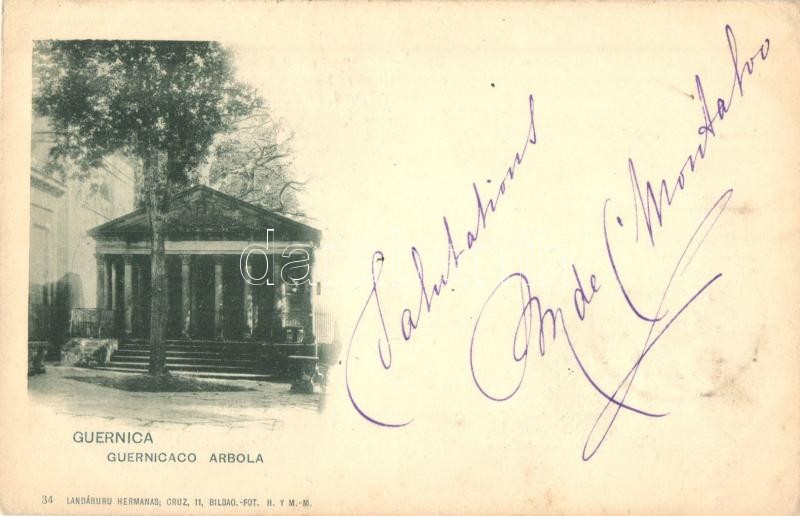 GUERNICA
GUERNICACO ARBOLA
34 LANDÁBURU HERMANAS; CRUZ, 11, BILBAO.-FOT. H. Y M.-M.
Salutations
de Montalvo